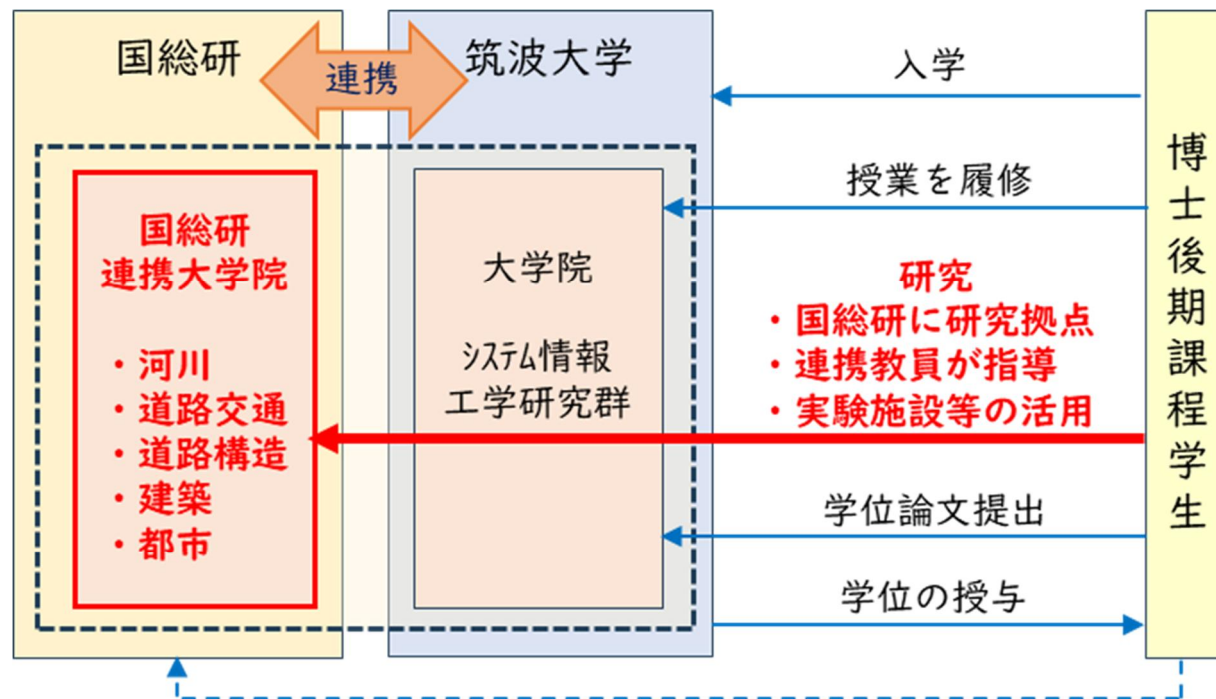 国総研
連携
筑波大学
国総研
連携大学院
・河川
・道路交通
・道路構造
・建築
・都市
大学院
システム情報
工学研究群
入学
授業を履修
研究
・国総研に研究拠点
・連携教員が指導
・実験施設等の活用
学位論文提出
学位の授与
博士後期課程学生